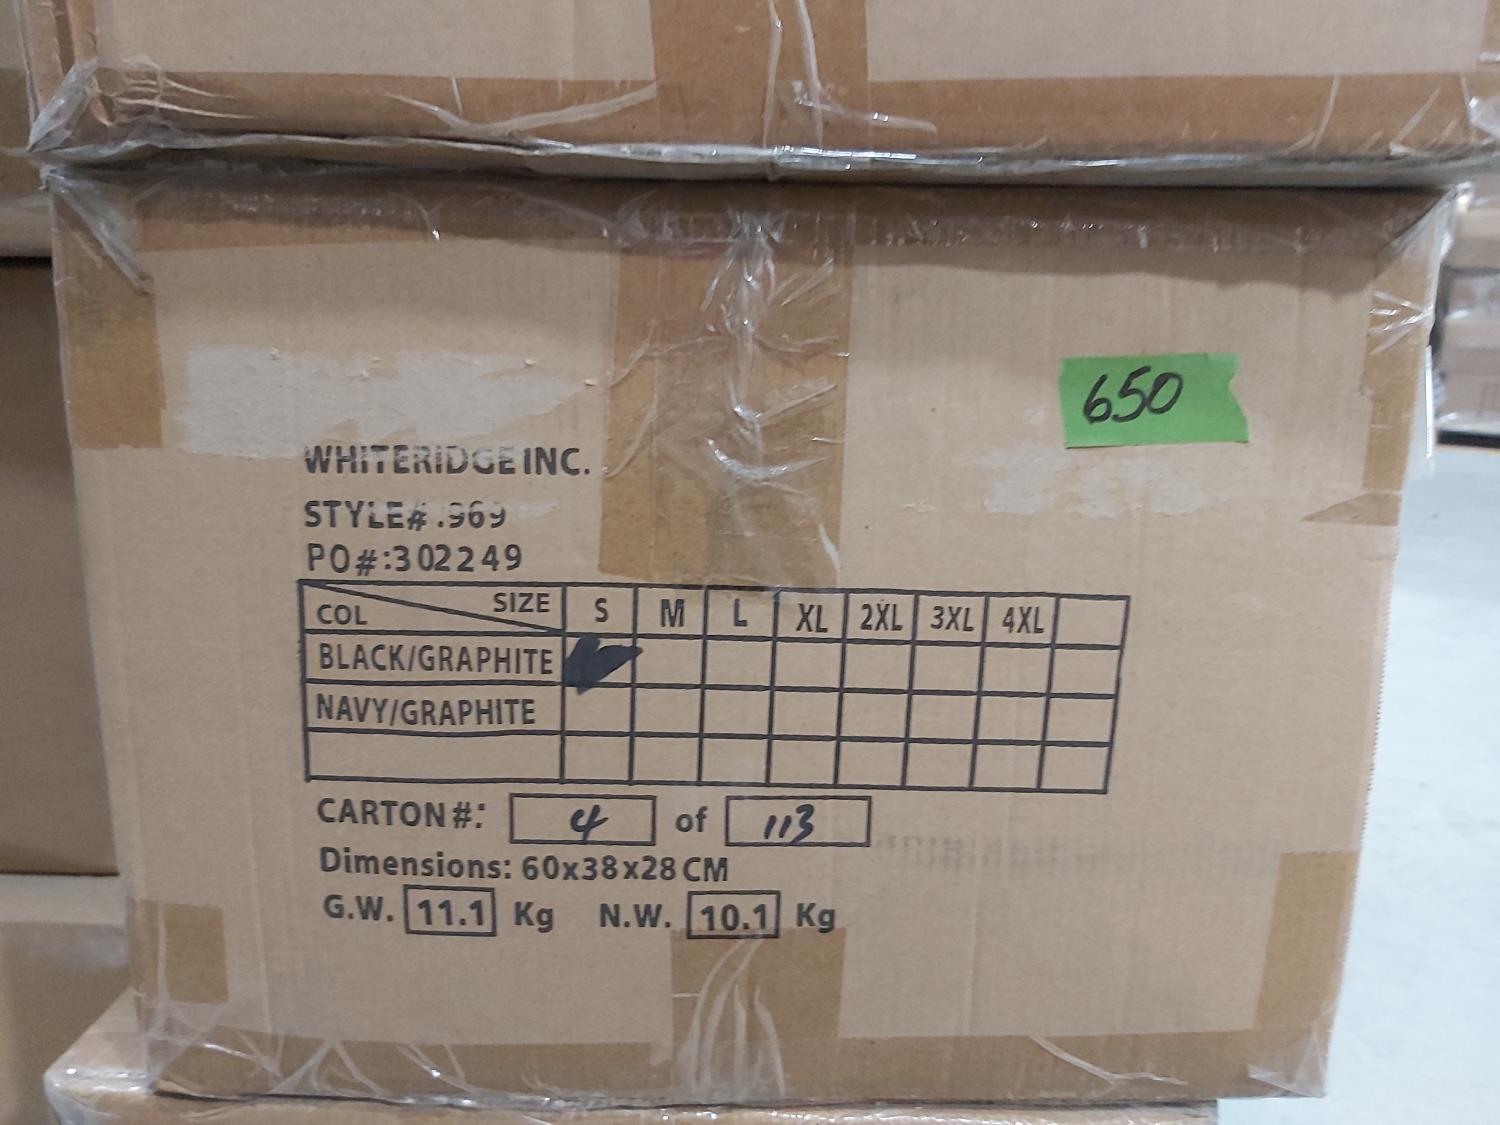 650
WHITERIDGE INC.
STYLE# .969
PO#:302249
SIZE
COL
S M L XL 2XL 3XL 4XL
BLACK/GRAPHITE
NAVY/GRAPHITE
CARTON#: 4 of 113
Dimensions: 60x38x28 CM
G.W. 11.1 Kg N.W. 10.1 Kg